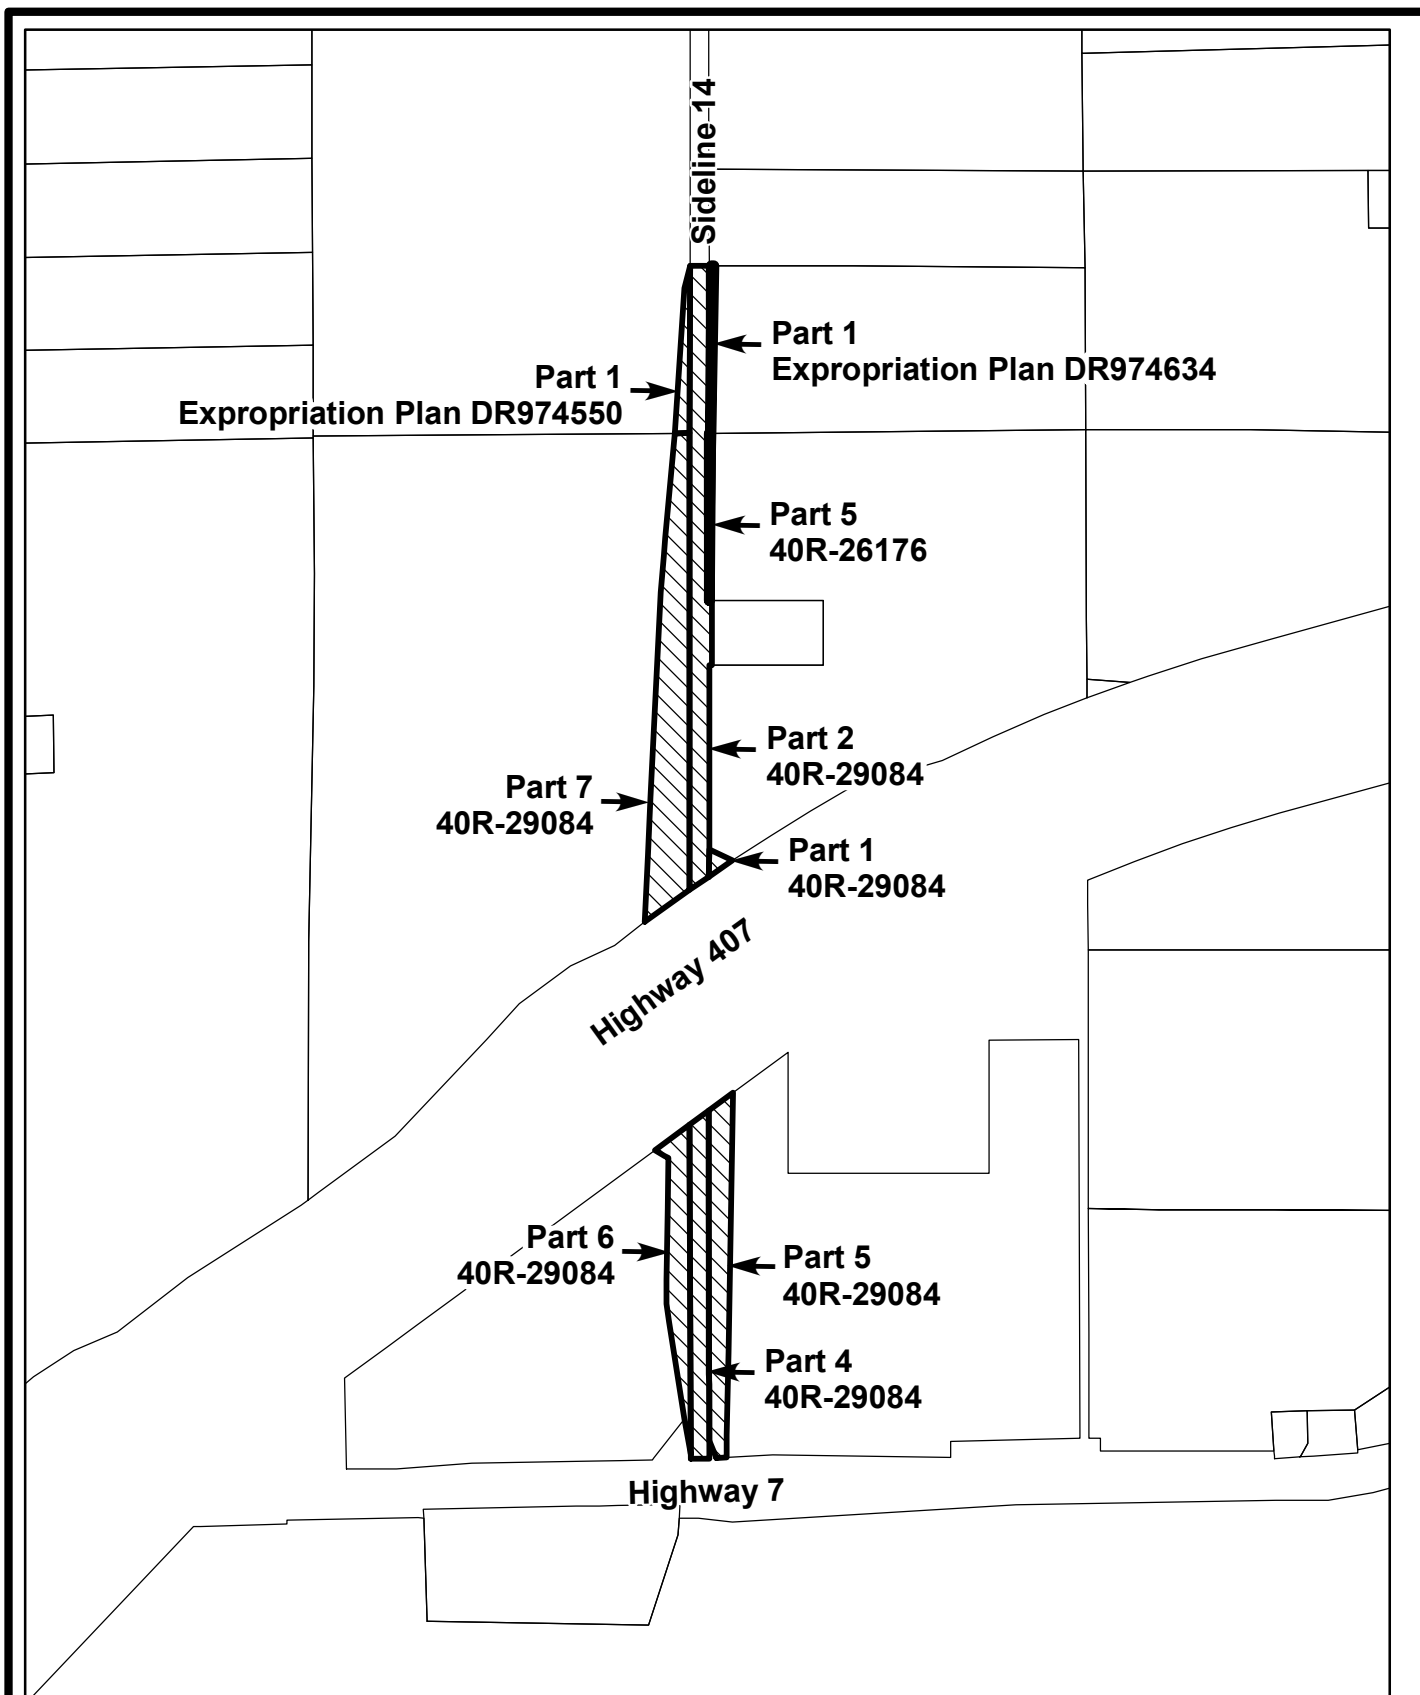 Sideline 14
Part 1
Expropriation Plan DR974634
Part 1
Expropriation Plan DR974550
Part 5
40R-26176
Part 2
40R-29084
Part 7
40R-29084
Part 1
40R-29084
Highway 407
Part 6
40R-29084
Part 5
40R-29084
Part 4
40R-29084
Highway 7